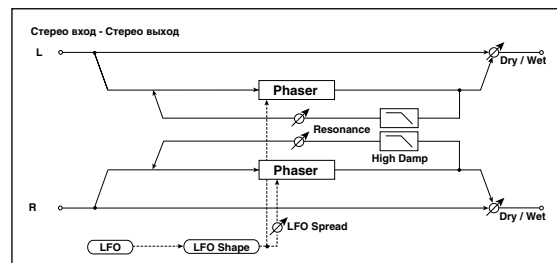 Стерео вход - Стерео выход
L
Dry / Wet
Phaser
Resonance
High Damp
Phaser
R
LFO Spread
Dry / Wet
LFO
LFO Shape